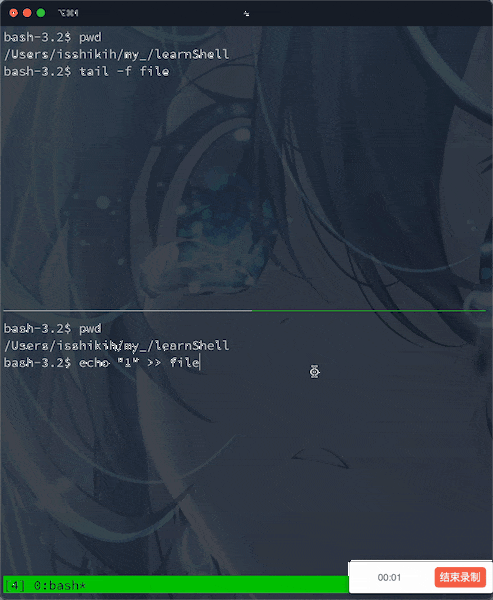 ⌥⌘1
bash-3.2$ pwd
/Users/isshikih/my_/learnShell
bash-3.2$ tail -f file
bash-3.2$ pwd
/Users/isshikih/my_/learnShell
bash-3.2$ echo "1" >> file
[4] 0:bash*
00:01
结束录制